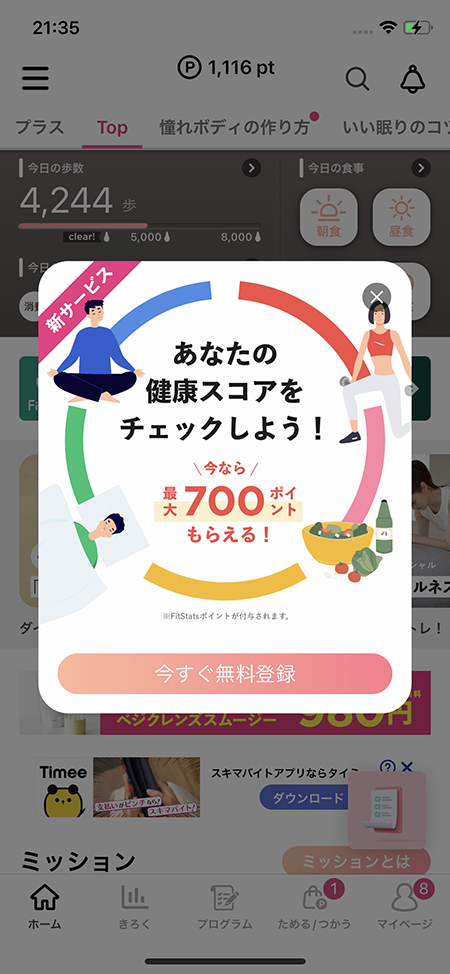 21:35
P 1,116 pt
プラス
Top
憧れボディの作り方
いい眠りのコツ
今日の歩数
4,244 歩
clear!
5,000
8,000
今日の食事
朝食
昼食
新サービス
あなたの
健康スコアを
チェックしよう！
\ 今なら /
最大700ポイント
もらえる！
※FitStatsポイントが付与されます。
今すぐ無料登録
ベジクレンズスムージー
980円
Timee
支払いがピンチなら！
スキマバイト！
スキマバイトアプリならタイミ
ダウンロード
ミッション
ミッションとは
ホーム
きろく
プログラム
ためる/つかう
1
マイページ
8